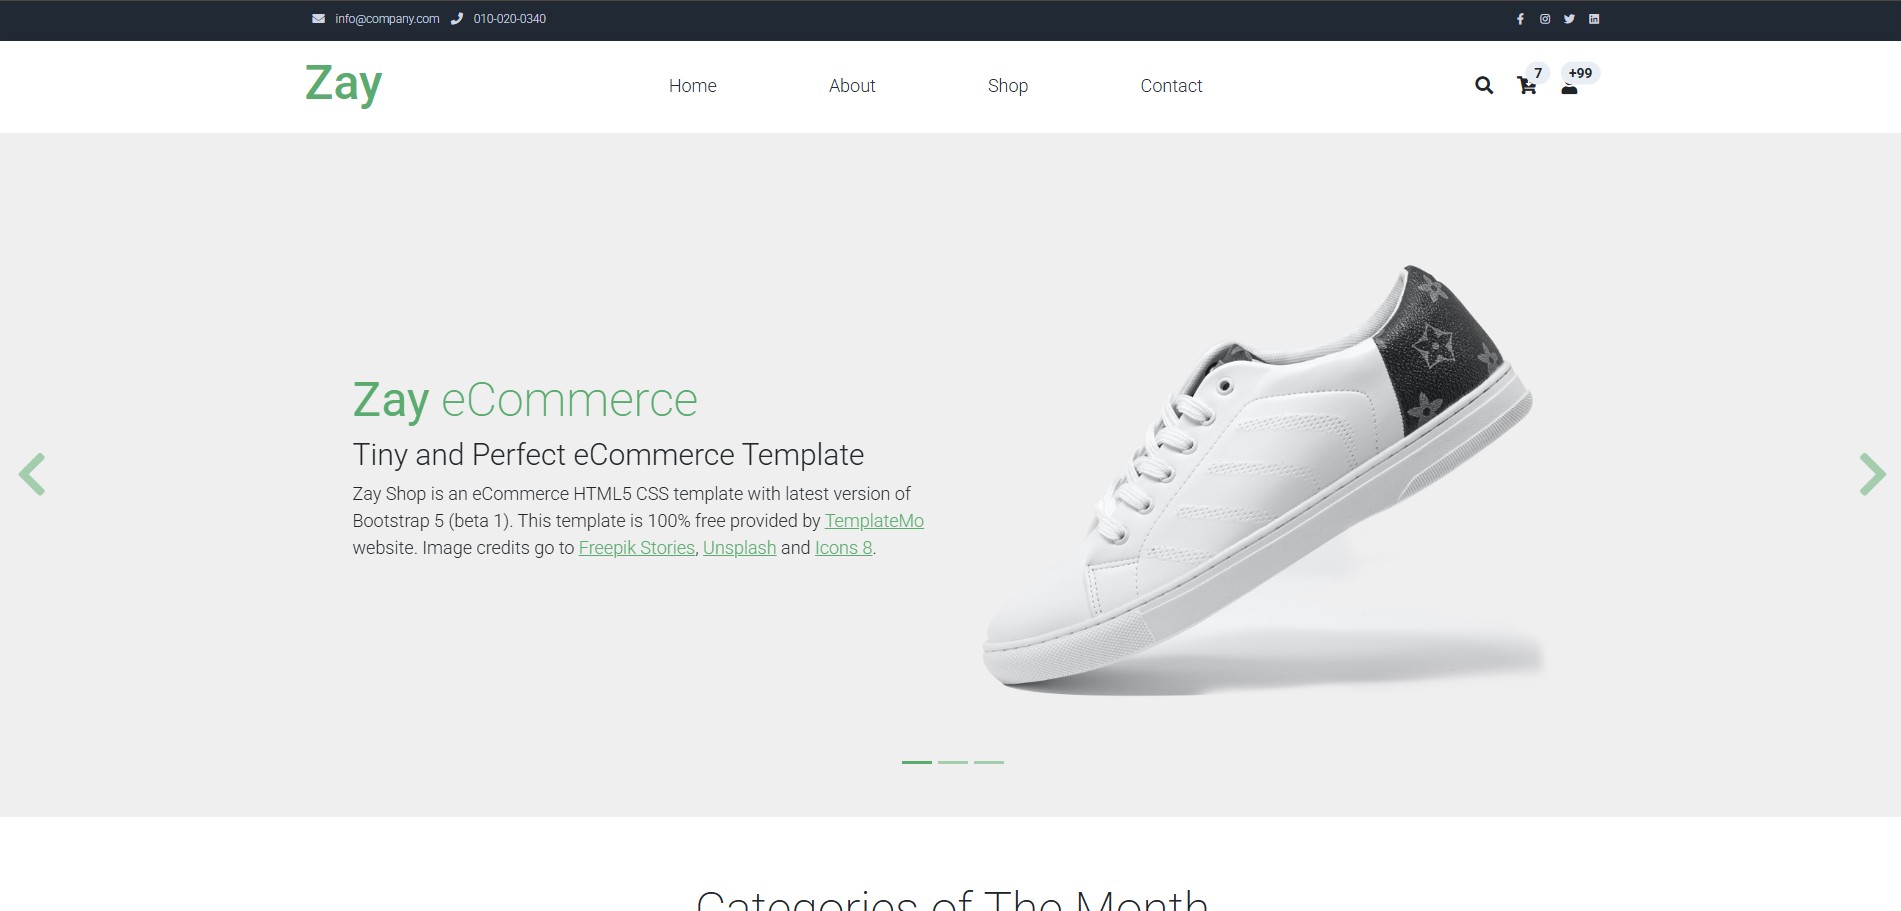 info@company.com 010-020-0340
Zay
Home About Shop Contact
7 +99
Zay eCommerce
Tiny and Perfect eCommerce Template
Zay Shop is an eCommerce HTML5 CSS template with latest version of
Bootstrap 5 (beta 1). This template is 100% free provided by TemplateMo
website. Image credits go to Freepik Stories, Unsplash and Icons 8.
Categories of The Month